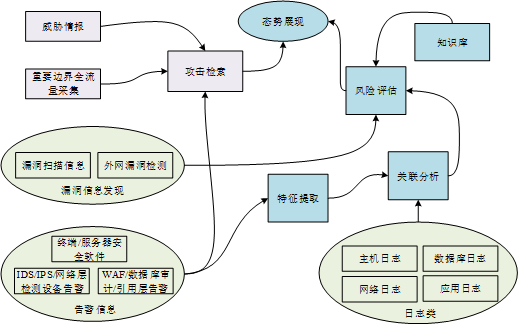 威胁情报
态势展现
知识库
重要边界全流
量采集
攻击检索
风险评估
漏洞扫描信息
外网漏洞检测
漏洞信息发现
特征提取
关联分析
终端/服务器安
全软件
IDS/IPS/网络层
检测设备告警
WAF/数据库审
计/引用层告警
告警信息
主机日志
数据库日志
网络日志
应用日志
日志类